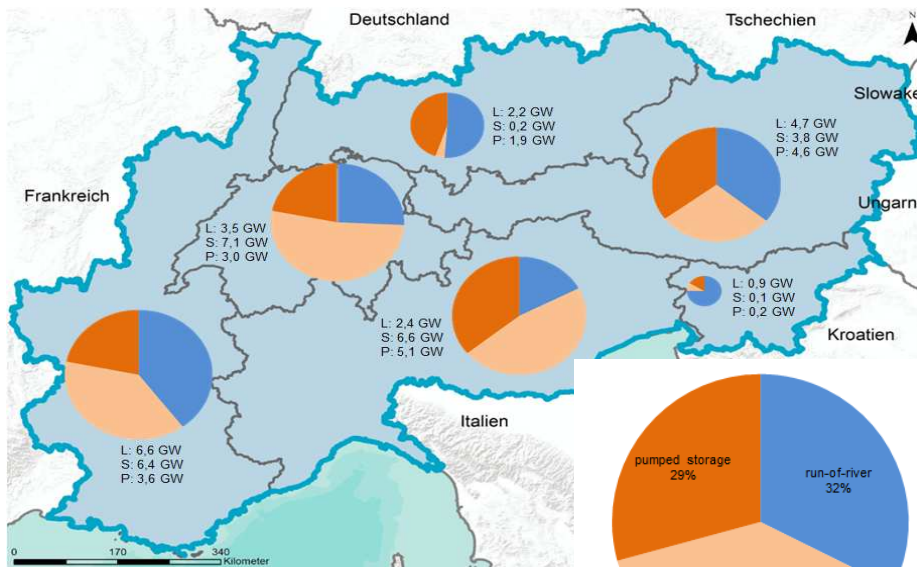 Deutschland
Tschechien
N
Slowake
L: 2,2 GW
S: 0,2 GW
P: 1,9 GW
L: 4,7 GW
S: 3,8 GW
P: 4,6 GW
Frankreich
Ungarn
L: 3,5 GW
S: 7,1 GW
P: 3,0 GW
L: 0,9 GW
S: 0,1 GW
P: 0,2 GW
L: 2,4 GW
S: 6,6 GW
P: 5,1 GW
Kroatien
Italien
L: 6,6 GW
S: 6,4 GW
P: 3,6 GW
pumped storage
29%
run-of-river
32%
0 170 340
Kilometer